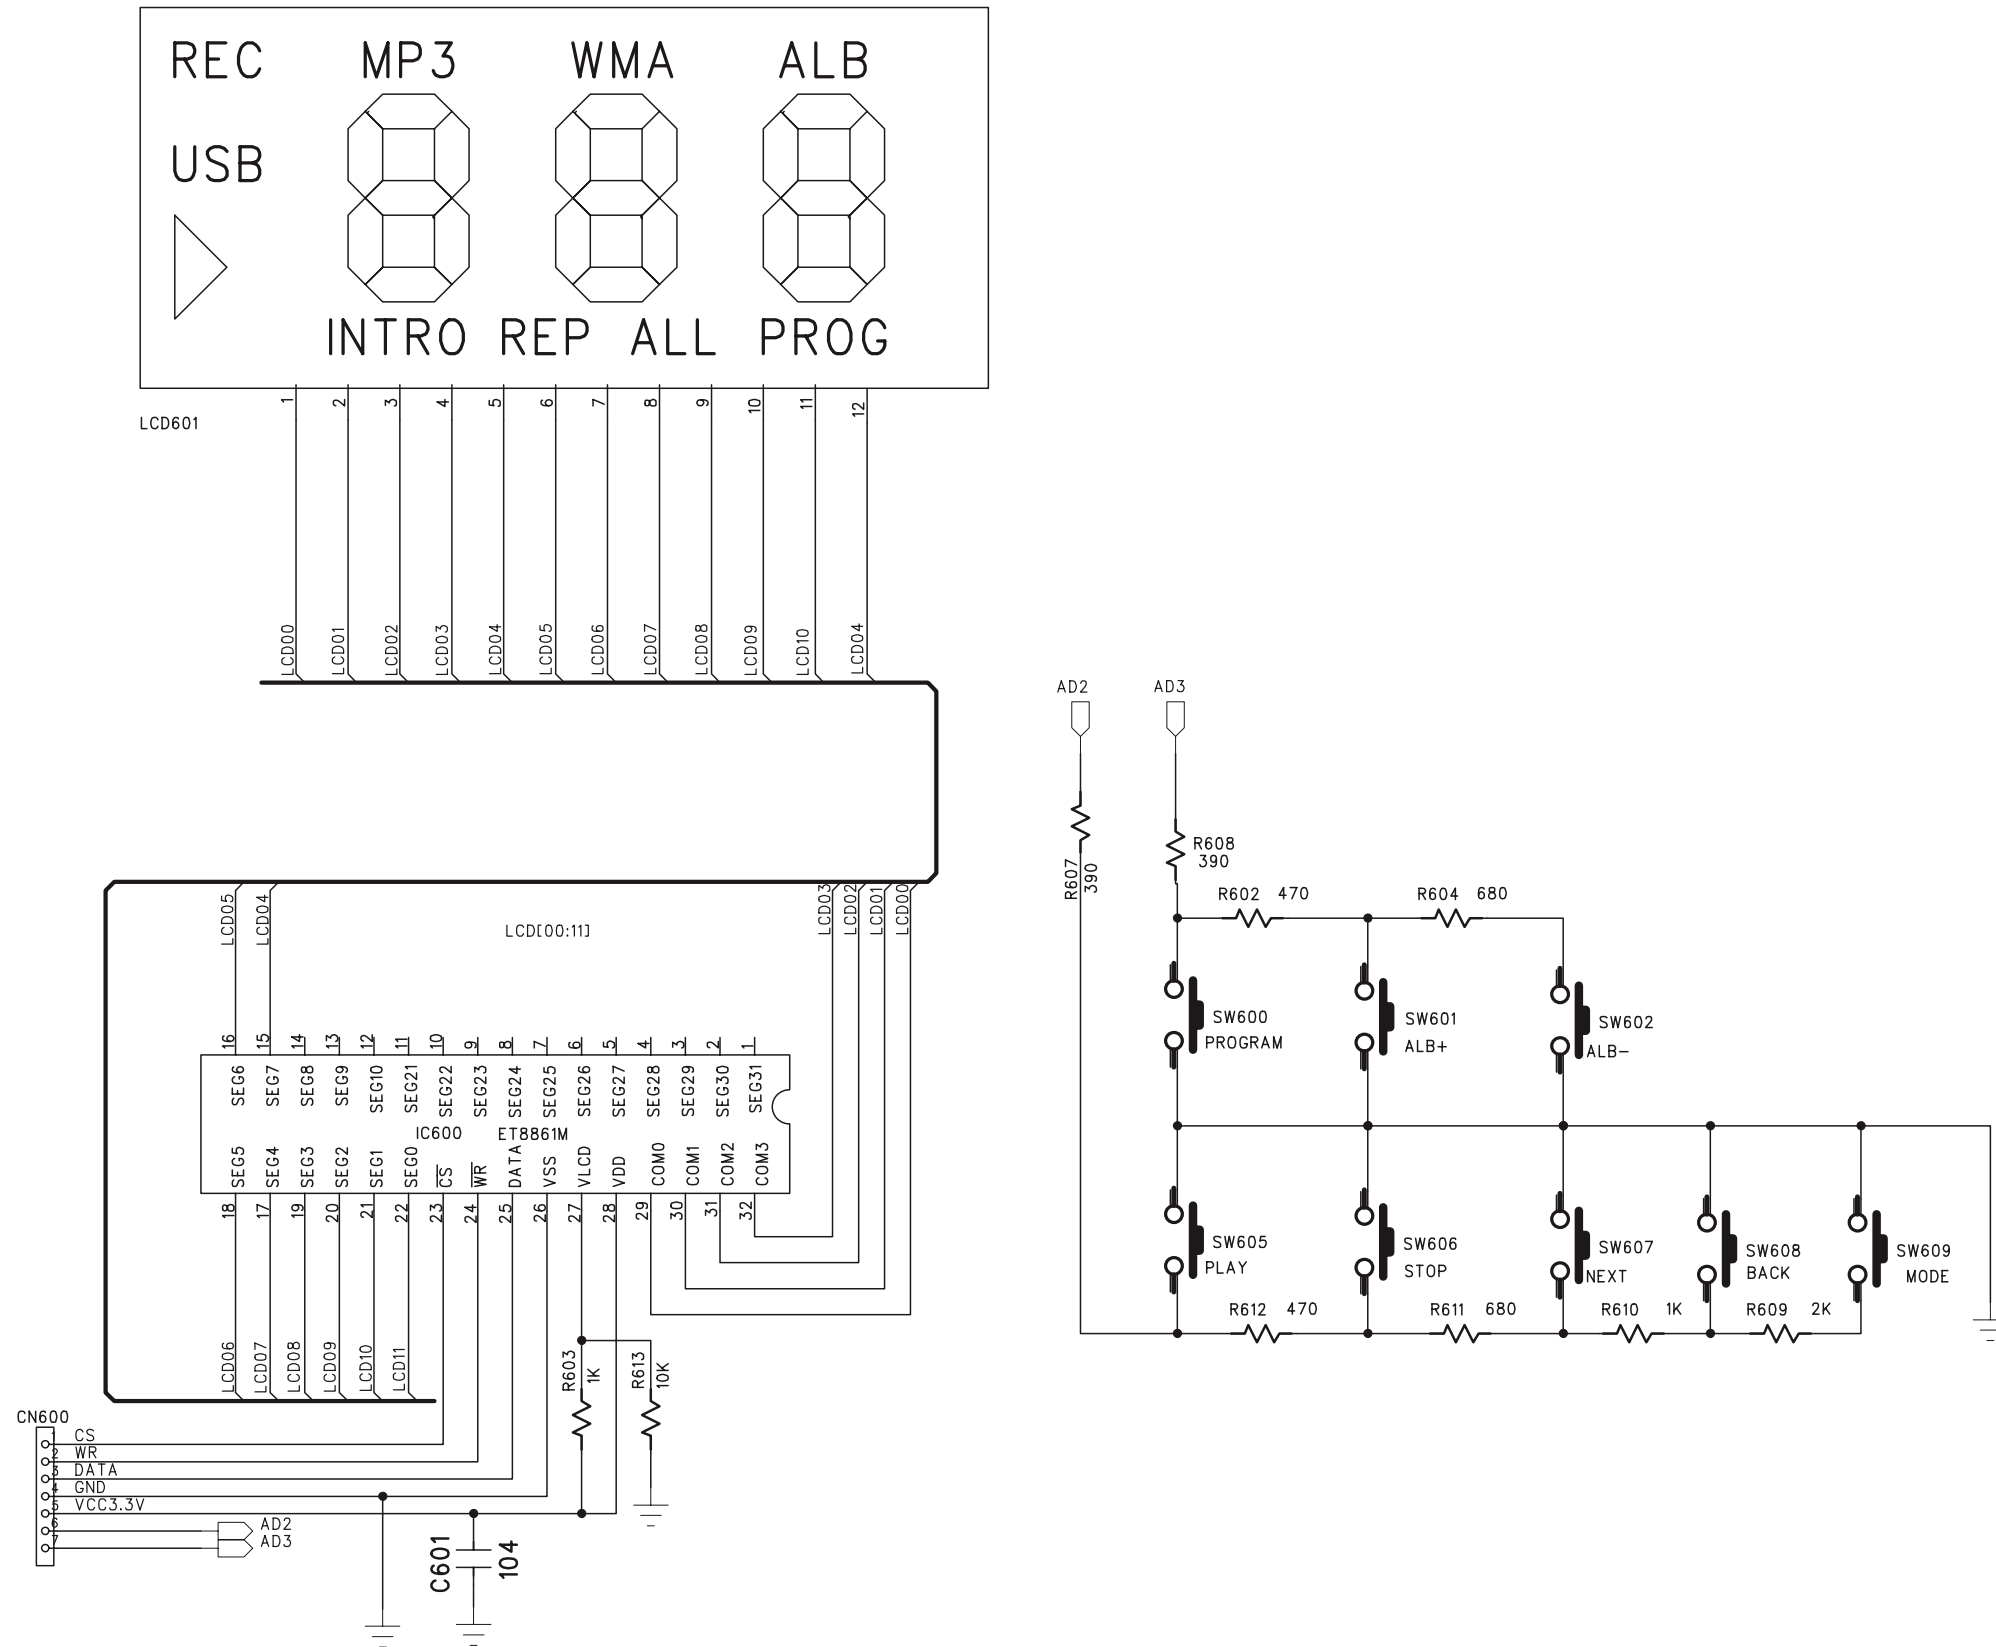 REC MP3 WMA ALB
USB
INTRO REP ALL PROG
1 2 3 4 5 6 7 8 9 10 11 12
LCD601
LCD00 LCD01 LCD02 LCD03 LCD04 LCD05 LCD06 LCD07 LCD08 LCD09 LCD10 LCD04
LCD05 LCD04 LCD03 LCD02 LCD01 LCD00
LCD[00:11]
16 15 14 13 12 11 10 9 8 7 6 5 4 3 2 1
SEG6 SEG7 SEG8 SEG9 SEG10 SEG21 SEG22 SEG23 SEG24 SEG25 SEG26 SEG27 SEG28 SEG29 SEG30 SEG31
IC600 ET8861M
SEG5 SEG4 SEG3 SEG2 SEG1 SEG0 CS WR DATA VSS VLCD VDD COM0 COM1 COM2 COM3
18 17 19 20 21 22 23 24 25 26 27 28 29 30 31 32
LCD06 LCD07 LCD08 LCD09 LCD10 LCD11
R603 1K
R613 10K
CN600
1 CS
2 WR
3 DATA
4 GND
5 VCC3.3V
6 AD2
7 AD3
C601 104
AD2 AD3
R607 390
R608
390
R602 470 R604 680
SW600
PROGRAM
SW601
ALB+
SW602
ALB-
SW605
PLAY
SW606
STOP
SW607
NEXT
SW608
BACK
SW609
MODE
R612 470 R611 680 R610 1K R609 2K